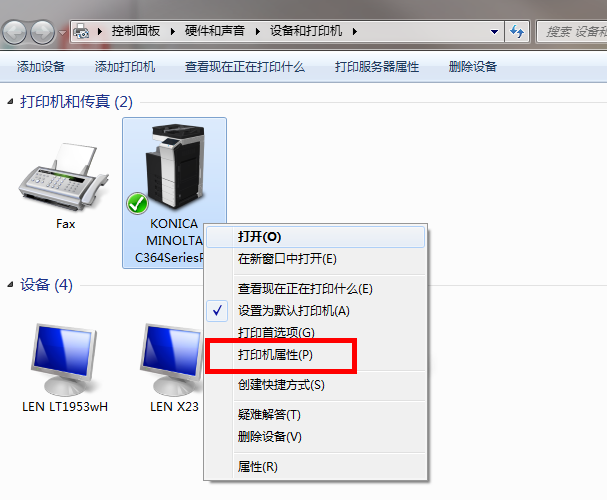 控制面板 硬件和声音 设备和打印机
搜索 设备和
添加设备 添加打印机 查看现在正在打印什么 打印服务器属性 删除设备
打印机和传真 (2)
Fax
KONICA
MINOLTA
C364SeriesP
打开(O)
在新窗口中打开(E)
查看现在正在打印什么(E)
设置为默认打印机(A)
打印首选项(G)
打印机属性(P)
创建快捷方式(S)
疑难解答(T)
删除设备(V)
属性(R)
设备 (4)
LEN LT1953wH
LEN X23